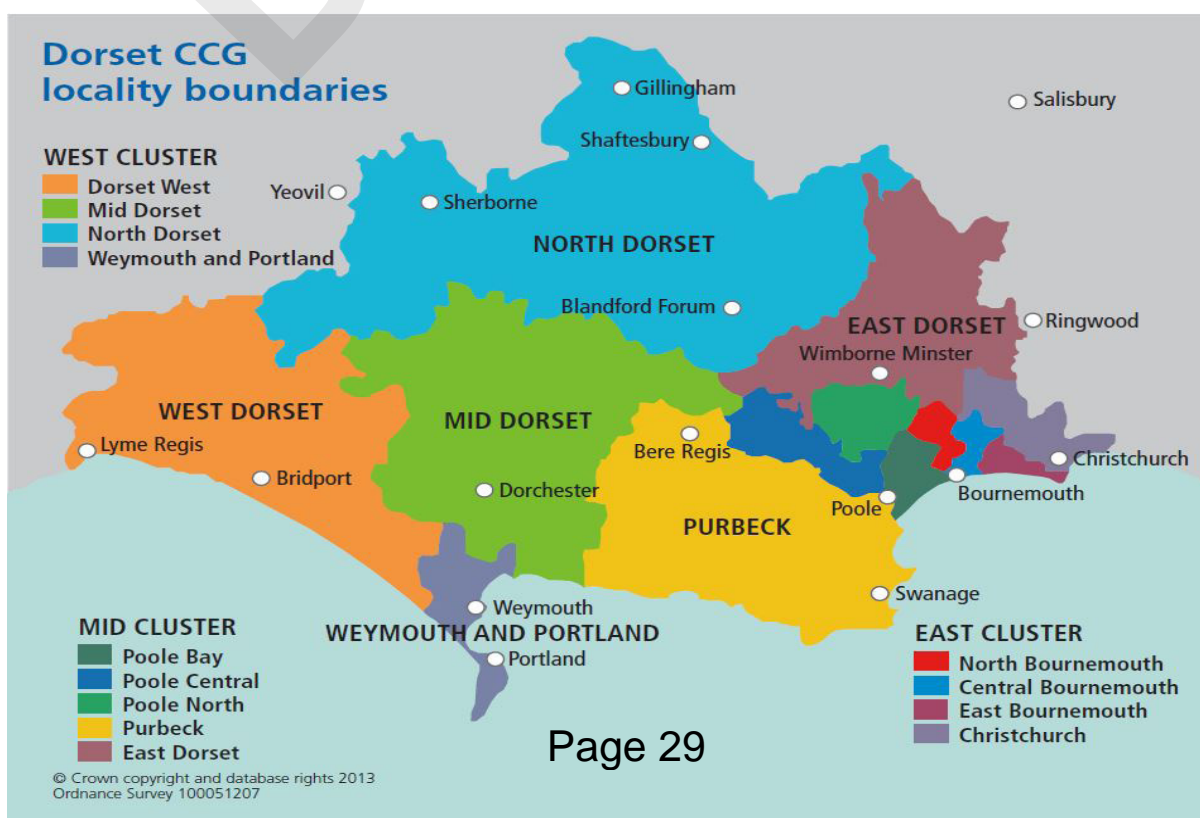 Dorset CCG
locality boundaries
WEST CLUSTER
Dorset West
Mid Dorset
North Dorset
Weymouth and Portland
Gillingham
Shaftesbury
Salisbury
Yeovil
Sherborne
NORTH DORSET
Blandford Forum
EAST DORSET
Ringwood
Wimborne Minster
WEST DORSET
MID DORSET
Lyme Regis
Bere Regis
Christchurch
Bridport
Dorchester
Bournemouth
Poole
PURBECK
Swanage
Weymouth
WEYMOUTH AND PORTLAND
Portland
MID CLUSTER
Poole Bay
Poole Central
Poole North
Purbeck
East Dorset
EAST CLUSTER
North Bournemouth
Central Bournemouth
East Bournemouth
Christchurch
Page 29
© Crown copyright and database rights 2013
Ordnance Survey 100051207